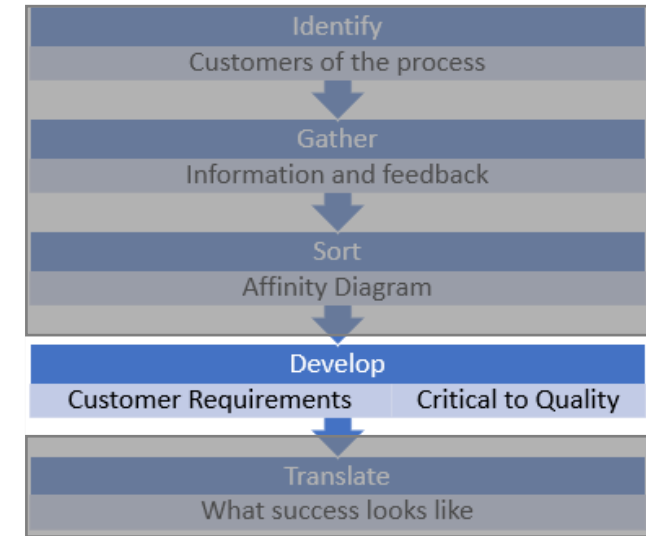 Identify
Customers of the process
Gather
Information and feedback
Sort
Affinity Diagram
Develop
Customer Requirements Critical to Quality
Translate
What success looks like